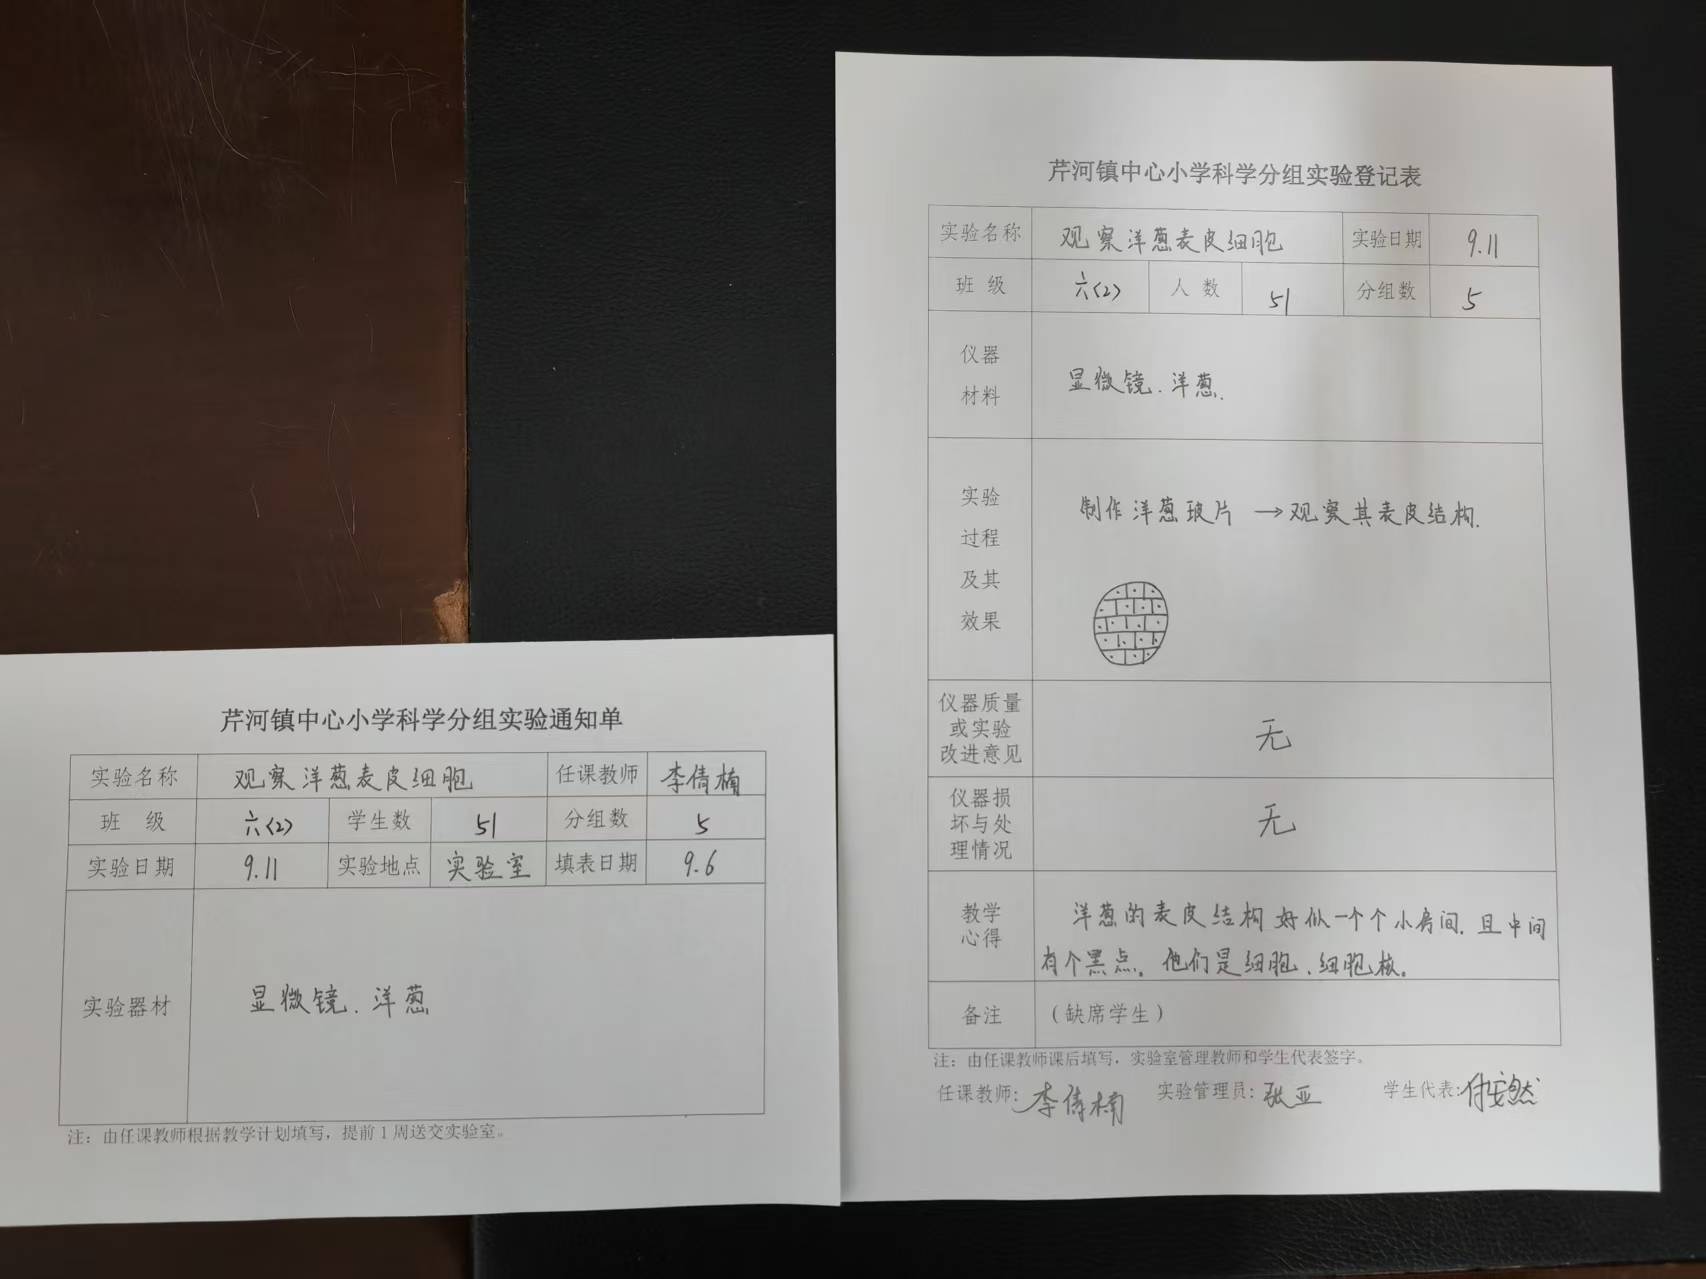 芹河镇中心小学科学分组实验通知单
实验名称 观察洋葱表皮细胞 任课教师 李倩楠
班 级 六(2) 学生数 51 分组数 5
实验日期 9.11 实验地点 实验室 填表日期 9.6
实验器材 显微镜.洋葱
注：由任课教师根据教学计划填写，提前1周送交实验室。
芹河镇中心小学科学分组实验登记表
实验名称 观察洋葱表皮细胞 实验日期 9.11
班 级 六(2) 人 数 51 分组数 5
仪器
材料
显微镜.洋葱.
实验
过程
及其
效果
制作洋葱玻片 →观察其表皮结构.
仪器质量
或实验
改进意见
无
仪器损
坏与处
理情况
无
教学
心得
洋葱的表皮结构好似一个个小房间.且中间
有个黑点。他们是细胞、细胞核。
备注 （缺席学生）
注：由任课教师课后填写，实验室管理教师和学生代表签字。
任课教师: 李倩楠 实验管理员: 张亚 学生代表: 付安然